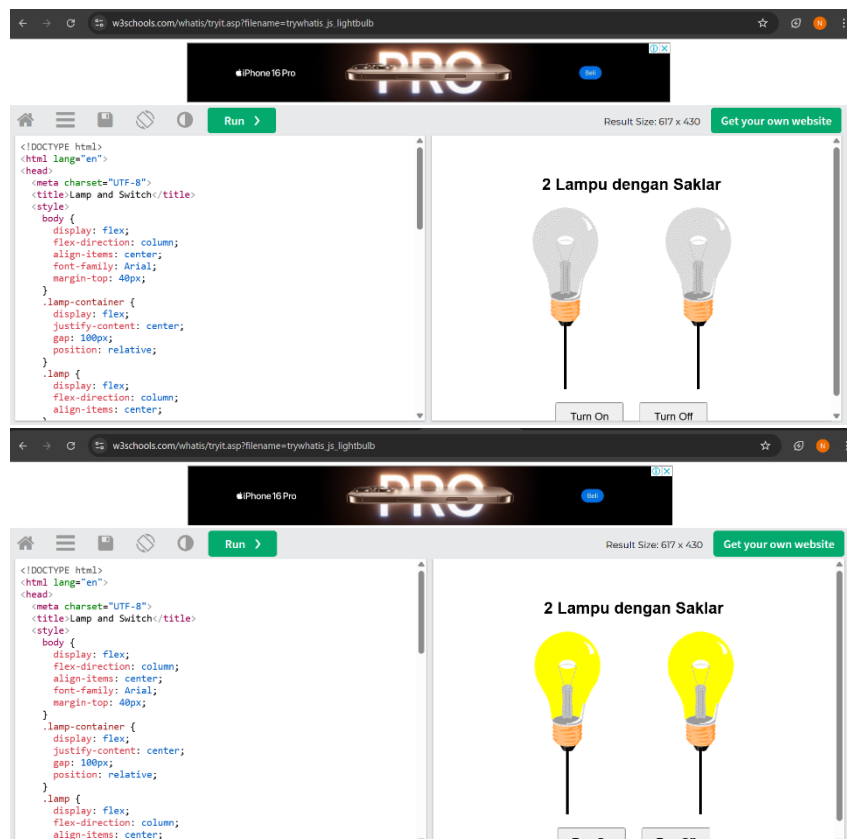 w3schools.com/whatis/tryit.asp?filename=trywhatis_js_lightbulb
N
iPhone 16 Pro
PRO
Beli
Run ❯
Result Size: 617 x 430
Get your own website
<!DOCTYPE html>
<html lang="en">
<head>
<meta charset="UTF-8">
<title>Lamp and Switch</title>
<style>
body {
display: flex;
flex-direction: column;
align-items: center;
font-family: Arial;
margin-top: 40px;
}
.lamp-container {
display: flex;
justify-content: center;
gap: 100px;
position: relative;
}
.lamp {
display: flex;
flex-direction: column;
align-items: center;
2 Lampu dengan Saklar
Turn On
Turn Off
w3schools.com/whatis/tryit.asp?filename=trywhatis_js_lightbulb
N
iPhone 16 Pro
PRO
Beli
Run ❯
Result Size: 617 x 430
Get your own website
<!DOCTYPE html>
<html lang="en">
<head>
<meta charset="UTF-8">
<title>Lamp and Switch</title>
<style>
body {
display: flex;
flex-direction: column;
align-items: center;
font-family: Arial;
margin-top: 40px;
}
.lamp-container {
display: flex;
justify-content: center;
gap: 100px;
position: relative;
}
.lamp {
display: flex;
flex-direction: column;
align-items: center;
2 Lampu dengan Saklar